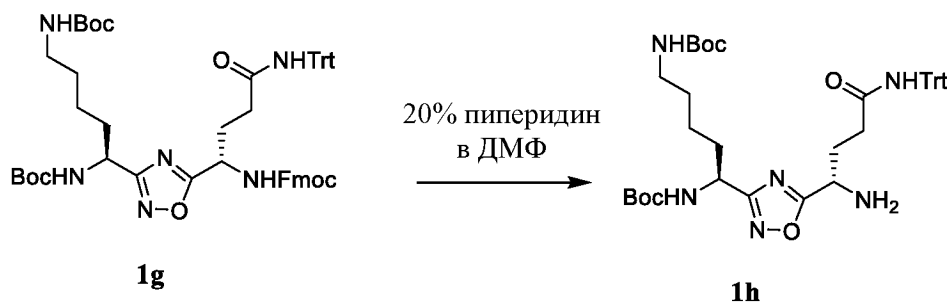 NHBoc
O
NHTrt
BocHN
N
N
O
NHFmoc
1g
20% пиперидин
в ДМФ
NHBoc
O
NHTrt
BocHN
N
N
O
NH2
1h